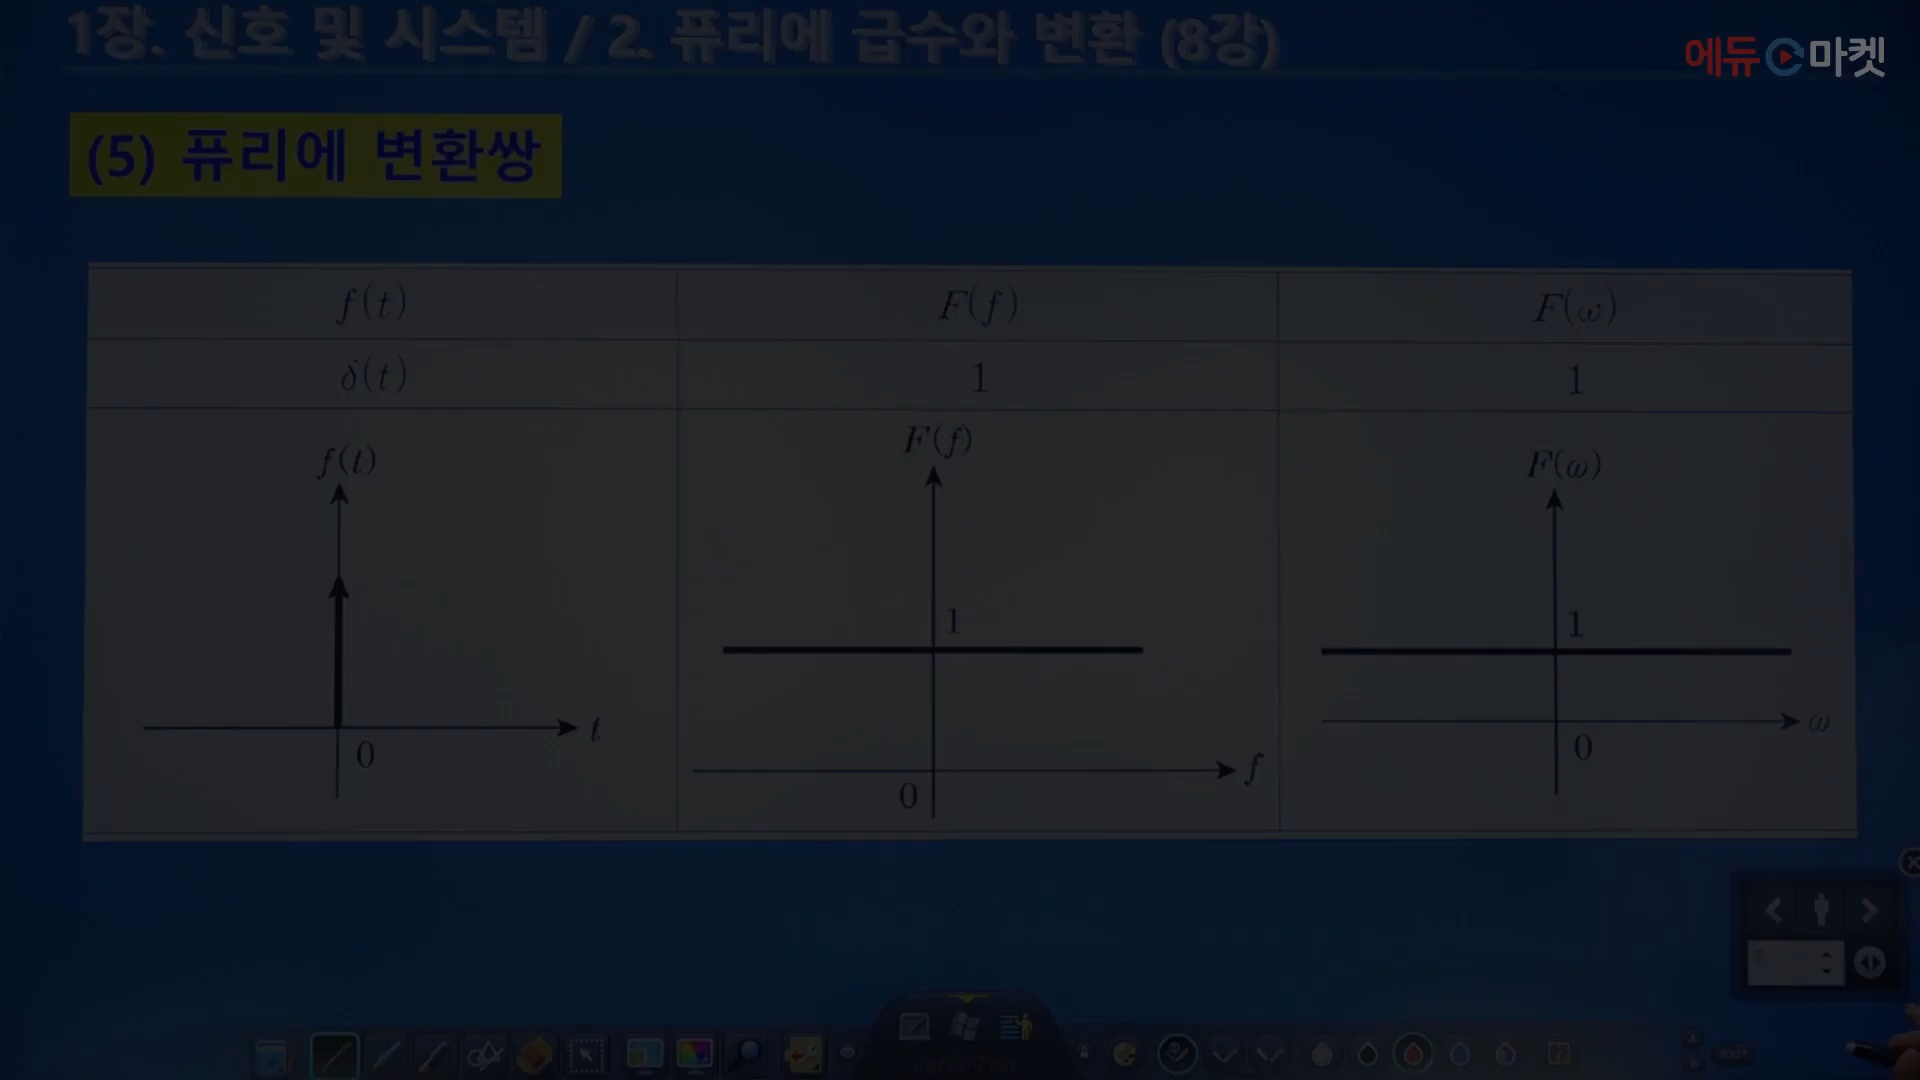 1장. 신호 및 시스템 / 2. 퓨리에 급수와 변환 (8강)
에듀 마켓
(5) 퓨리에 변환쌍
f(t) F(f) F(ω)
δ(t) 1 1
f(t) F(f) F(ω)
1 1
t f ω
0 0 0
EXIT